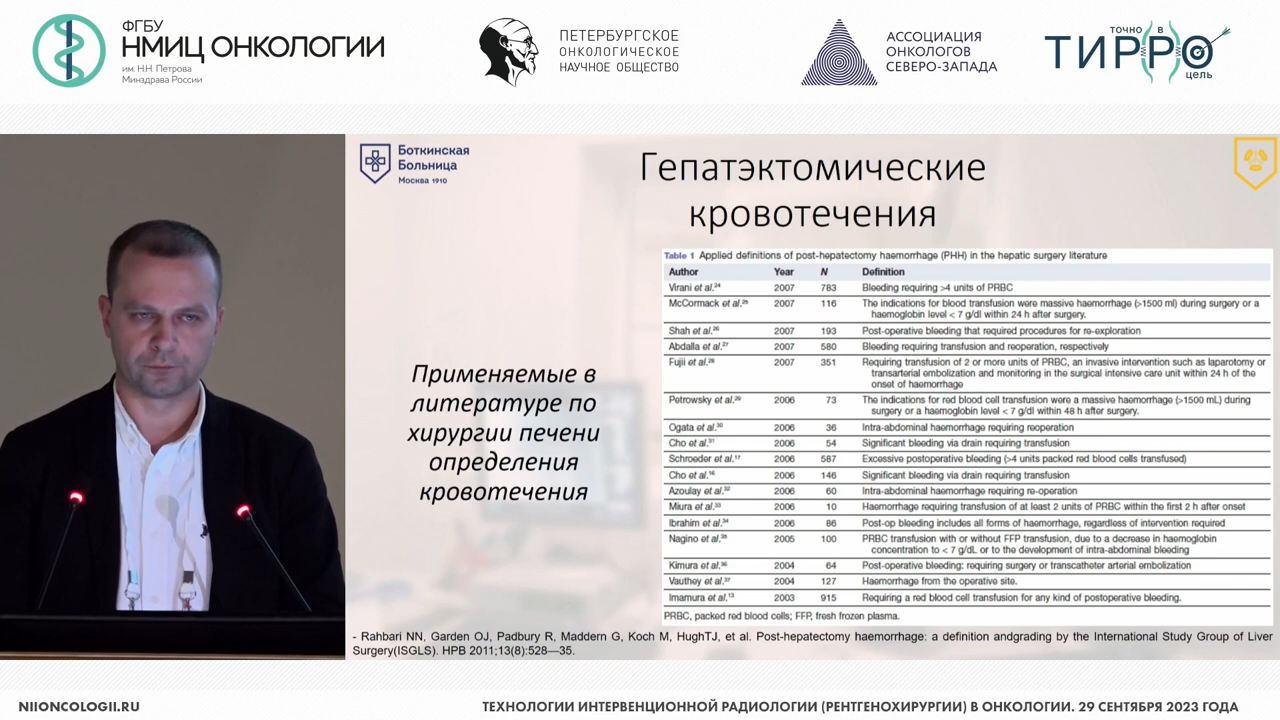 ФГБУ
НМИЦ ОНКОЛОГИИ
им. Н.Н. Петрова
Минздрава России
ПЕТЕРБУРГСКОЕ
ОНКОЛОГИЧЕСКОЕ
НАУЧНОЕ ОБЩЕСТВО
АССОЦИАЦИЯ
ОНКОЛОГОВ
СЕВЕРО-ЗАПАДА
ТОЧНО В
ТИРРО
цель
Боткинская
Больница
Москва 1910
Гепатэктомические
кровотечения
Применяемые в
литературе по
хирургии печени
определения
кровотечения
Table 1 Applied definitions of post-hepatectomy haemorrhage (PHH) in the hepatic surgery literature
Author Year N Definition
Virani et al.24 2007 783 Bleeding requiring >4 units of PRBC
McCormack et al.25 2007 116 The indications for blood transfusion were massive haemorrhage (>1500 ml) during surgery or a
haemoglobin level < 7 g/dl within 24 h after surgery.
Shah et al.26 2007 193 Post-operative bleeding that required procedures for re-exploration
Abdalla et al.27 2007 580 Bleeding requiring transfusion and reoperation, respectively
Fujii et al.28 2007 351 Requiring transfusion of 2 or more units of PRBC, an invasive intervention such as laparotomy or
transarterial embolization and monitoring in the surgical intensive care unit within 24 h of the
onset of haemorrhage
Petrowsky et al.29 2006 73 The indications for red blood cell transfusion were a massive haemorrhage (>1500 mL) during
surgery or a haemoglobin level < 7 g/dl within 48 h after surgery.
Ogata et al.30 2006 36 Intra-abdominal haemorrhage requiring reoperation
Cho et al.31 2006 54 Significant bleeding via drain requiring transfusion
Schroeder et al.17 2006 587 Excessive postoperative bleeding (>4 units packed red blood cells transfused)
Cho et al.16 2006 146 Significant bleeding via drain requiring transfusion
Azoulay et al.32 2006 60 Intra-abdominal haemorrhage requiring re-operation
Miura et al.33 2006 10 Haemorrhage requiring transfusion of at least 2 units of PRBC within the first 2 h after onset
Ibrahim et al.34 2006 86 Post-op bleeding includes all forms of haemorrhage, regardless of intervention required
Nagino et al.35 2005 100 PRBC transfusion with or without FFP transfusion, due to a decrease in haemoglobin
concentration to < 7 g/dL or to the development of intra-abdominal bleeding
Kimura et al.36 2004 64 Post-operative bleeding: requiring surgery or transcatheter arterial embolization
Vauthey et al.37 2004 127 Haemorrhage from the operative site.
Imamura et al.13 2003 915 Requiring a red blood cell transfusion for any kind of postoperative bleeding.
PRBC, packed red blood cells; FFP, fresh frozen plasma.
- Rahbari NN, Garden OJ, Padbury R, Maddern G, Koch M, HughTJ, et al. Post-hepatectomy haemorrhage: a definition andgrading by the International Study Group of Liver
Surgery(ISGLS). HPB 2011;13(8):528—35.
NIIONCOLOGII.RU
ТЕХНОЛОГИИ ИНТЕРВЕНЦИОННОЙ РАДИОЛОГИИ (РЕНТГЕНОХИРУРГИИ) В ОНКОЛОГИИ. 29 СЕНТЯБРЯ 2023 ГОДА